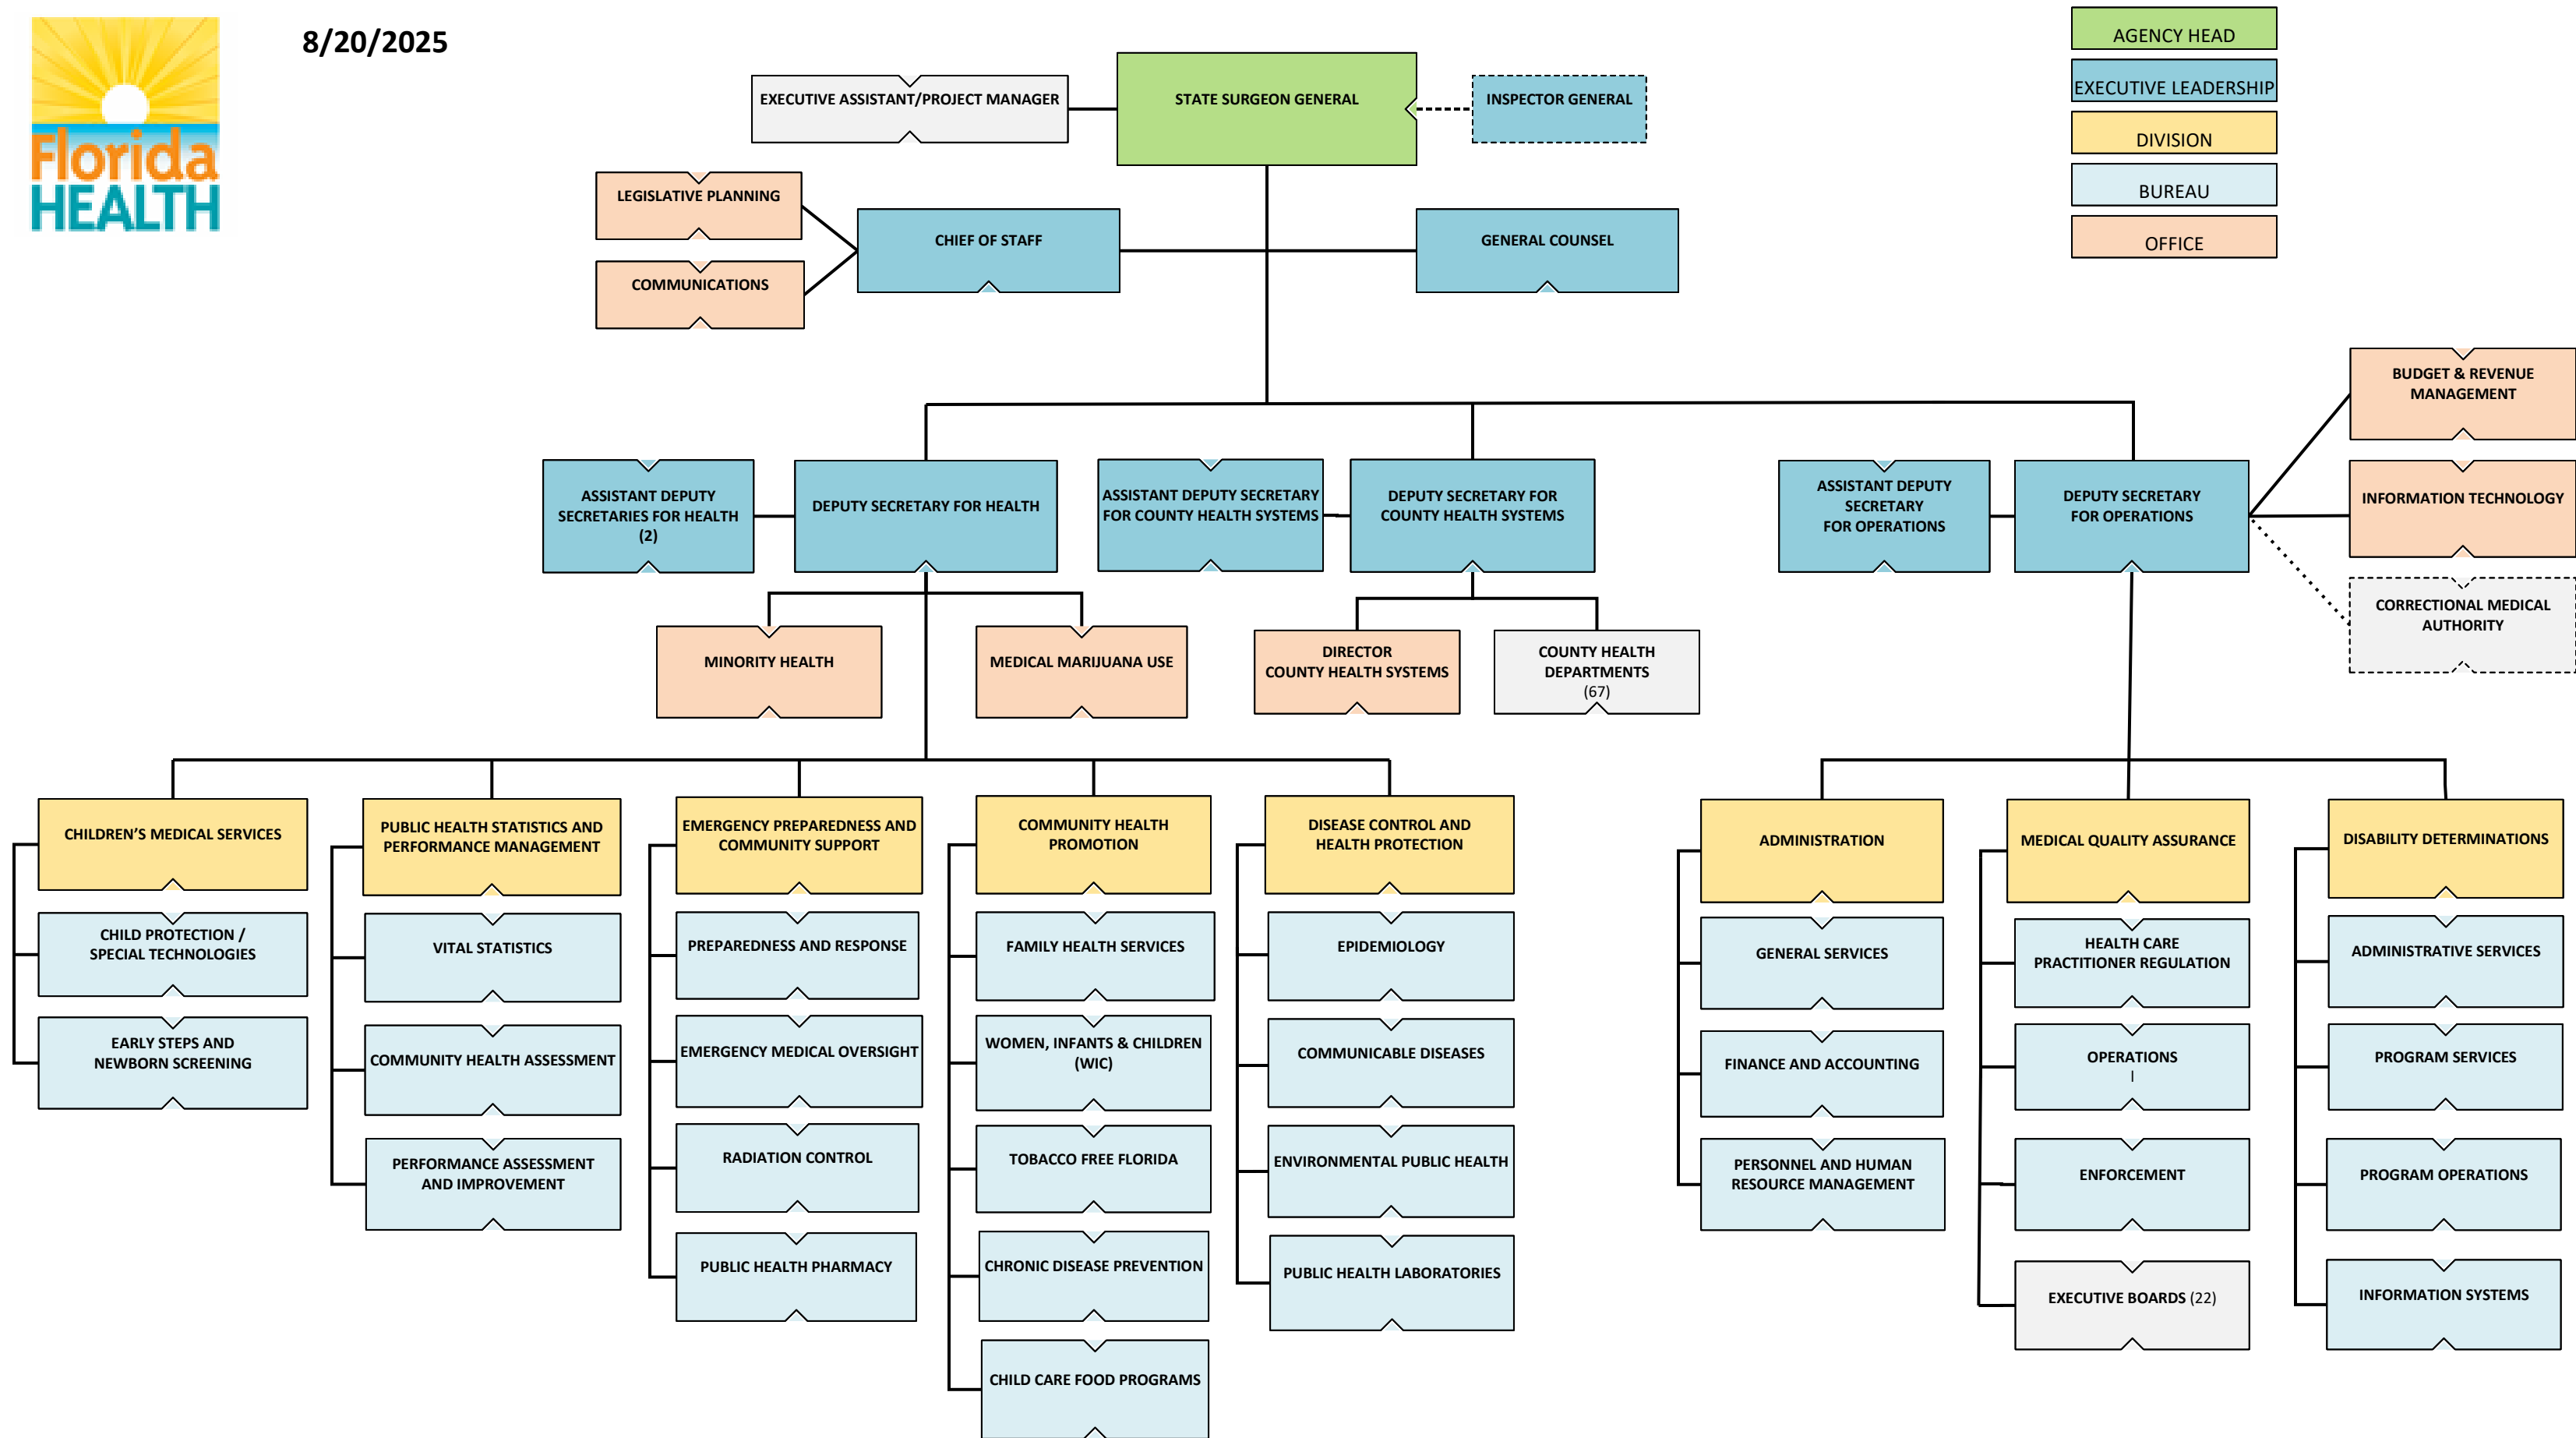 Florida
HEALTH
8/20/2025
AGENCY HEAD
EXECUTIVE LEADERSHIP
DIVISION
BUREAU
OFFICE
EXECUTIVE ASSISTANT/PROJECT MANAGER
STATE SURGEON GENERAL
INSPECTOR GENERAL
LEGISLATIVE PLANNING
COMMUNICATIONS
CHIEF OF STAFF
GENERAL COUNSEL
BUDGET & REVENUE
MANAGEMENT
INFORMATION TECHNOLOGY
CORRECTIONAL MEDICAL
AUTHORITY
ASSISTANT DEPUTY
SECRETARIES FOR HEALTH
(2)
DEPUTY SECRETARY FOR HEALTH
ASSISTANT DEPUTY SECRETARY
FOR COUNTY HEALTH SYSTEMS
DEPUTY SECRETARY FOR
COUNTY HEALTH SYSTEMS
ASSISTANT DEPUTY
SECRETARY
FOR OPERATIONS
DEPUTY SECRETARY
FOR OPERATIONS
MINORITY HEALTH
MEDICAL MARIJUANA USE
DIRECTOR
COUNTY HEALTH SYSTEMS
COUNTY HEALTH
DEPARTMENTS
(67)
CHILDREN’S MEDICAL SERVICES
CHILD PROTECTION /
SPECIAL TECHNOLOGIES
EARLY STEPS AND
NEWBORN SCREENING
PUBLIC HEALTH STATISTICS AND
PERFORMANCE MANAGEMENT
VITAL STATISTICS
COMMUNITY HEALTH ASSESSMENT
PERFORMANCE ASSESSMENT
AND IMPROVEMENT
EMERGENCY PREPAREDNESS AND
COMMUNITY SUPPORT
PREPAREDNESS AND RESPONSE
EMERGENCY MEDICAL OVERSIGHT
RADIATION CONTROL
PUBLIC HEALTH PHARMACY
COMMUNITY HEALTH
PROMOTION
FAMILY HEALTH SERVICES
WOMEN, INFANTS & CHILDREN
(WIC)
TOBACCO FREE FLORIDA
CHRONIC DISEASE PREVENTION
CHILD CARE FOOD PROGRAMS
DISEASE CONTROL AND
HEALTH PROTECTION
EPIDEMIOLOGY
COMMUNICABLE DISEASES
ENVIRONMENTAL PUBLIC HEALTH
PUBLIC HEALTH LABORATORIES
ADMINISTRATION
GENERAL SERVICES
FINANCE AND ACCOUNTING
PERSONNEL AND HUMAN
RESOURCE MANAGEMENT
MEDICAL QUALITY ASSURANCE
HEALTH CARE
PRACTITIONER REGULATION
OPERATIONS
l
ENFORCEMENT
EXECUTIVE BOARDS (22)
DISABILITY DETERMINATIONS
ADMINISTRATIVE SERVICES
PROGRAM SERVICES
PROGRAM OPERATIONS
INFORMATION SYSTEMS